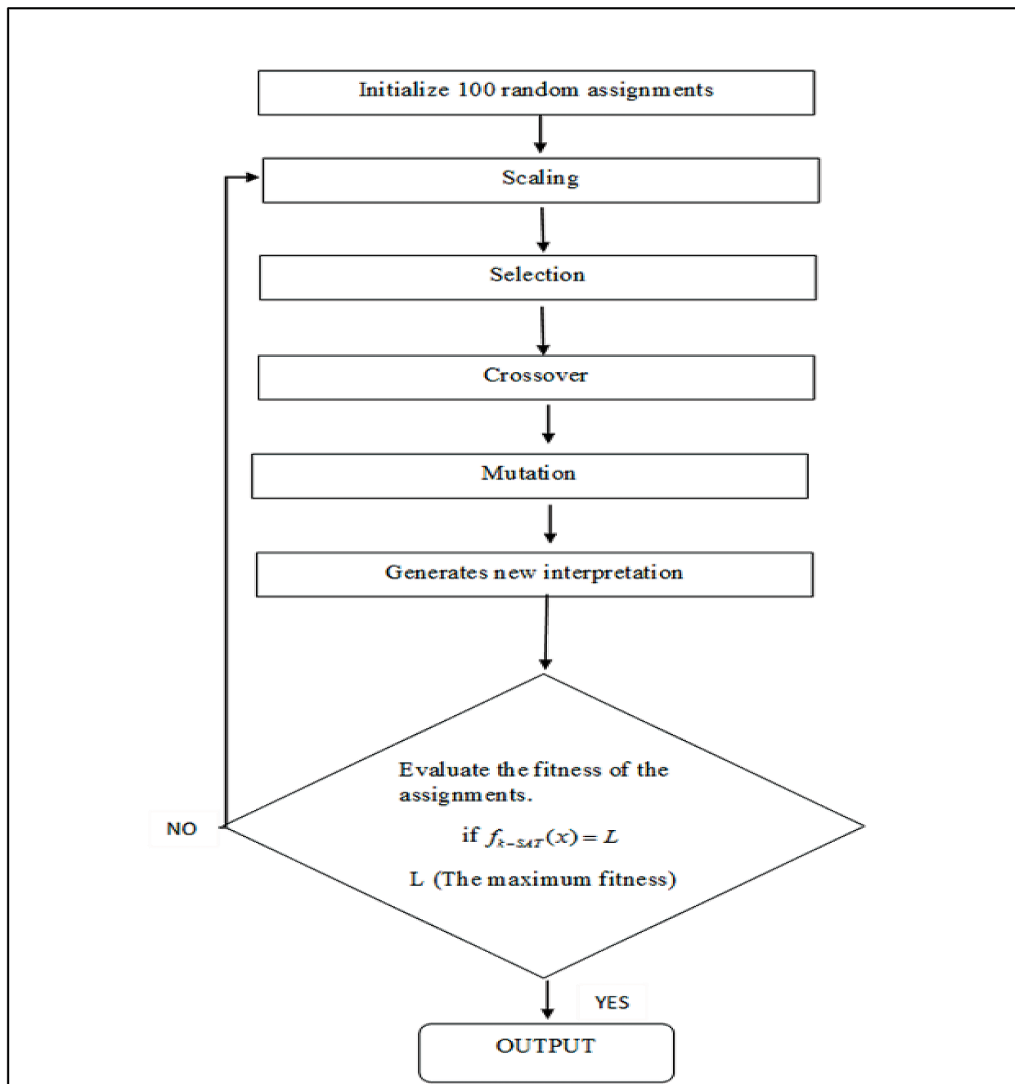 Initialize 100 random assignments
Scaling
Selection
Crossover
Mutation
Generates new interpretation
Evaluate the fitness of the
assignments.
if f_{k-SAT}(x) = L
L (The maximum fitness)
NO
YES
OUTPUT